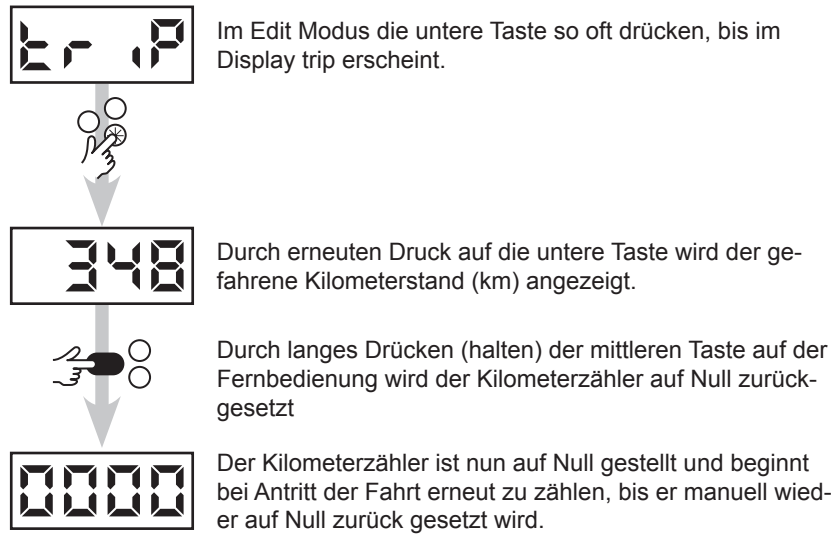 trip
Im Edit Modus die untere Taste so oft drücken, bis im
Display trip erscheint.
348
Durch erneuten Druck auf die untere Taste wird der ge-
fahrene Kilometerstand (km) angezeigt.
Durch langes Drücken (halten) der mittleren Taste auf der
Fernbedienung wird der Kilometerzähler auf Null zurück-
gesetzt
0000
Der Kilometerzähler ist nun auf Null gestellt und beginnt
bei Antritt der Fahrt erneut zu zählen, bis er manuell wied-
er auf Null zurück gesetzt wird.